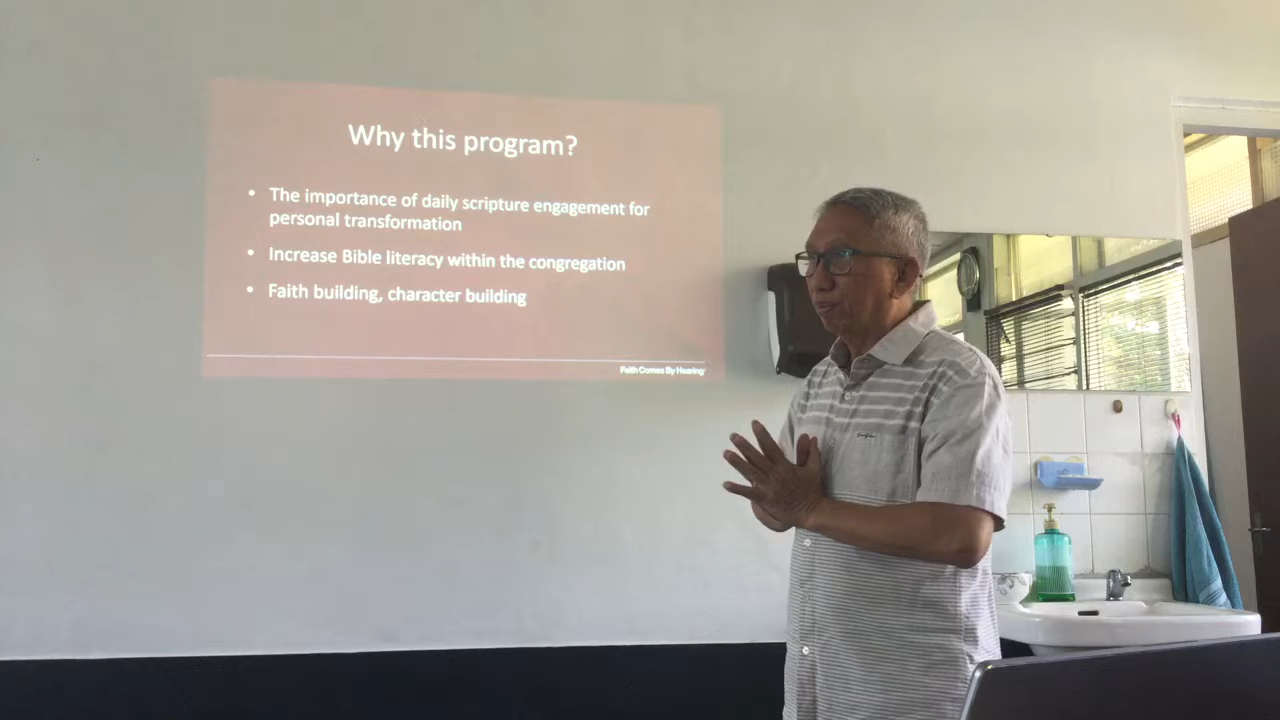 Why this program?
• The importance of daily scripture engagement for
personal transformation
• Increase Bible literacy within the congregation
• Faith building, character building
Faith Comes By Hearing